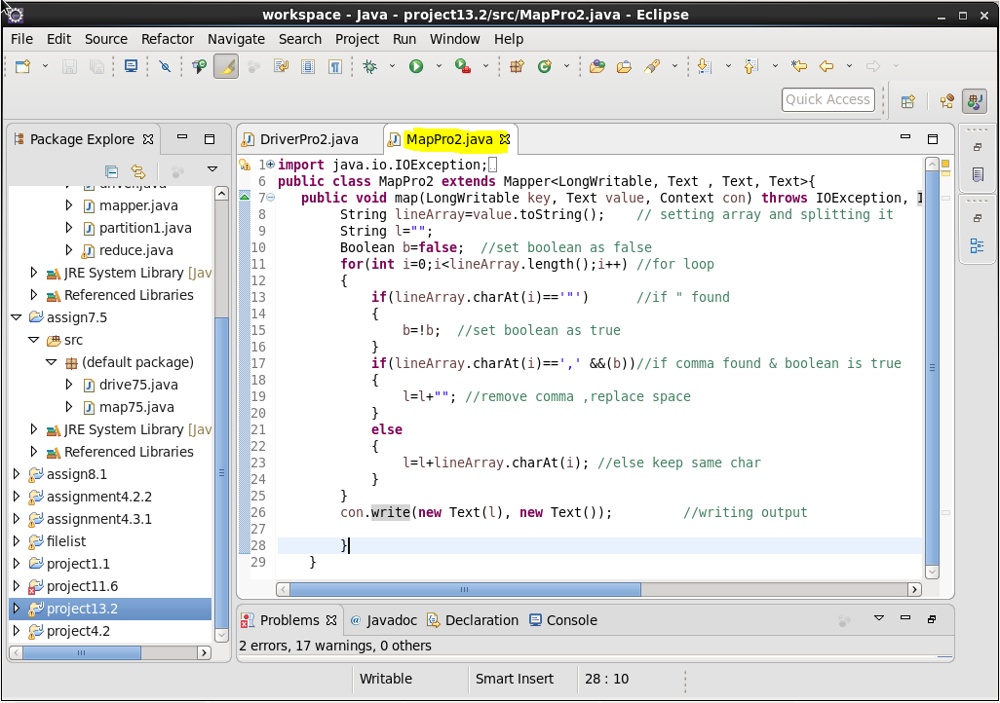 workspace - Java - project13.2/src/MapPro2.java - Eclipse
File Edit Source Refactor Navigate Search Project Run Window Help
Quick Access
Package Explore
DriverPro2.java
MapPro2.java
driver.java
mapper.java
partition1.java
reduce.java
JRE System Library [Jav
Referenced Libraries
assign7.5
src
(default package)
drive75.java
map75.java
JRE System Library [Jav
Referenced Libraries
assign8.1
assignment4.2.2
assignment4.3.1
filelist
project1.1
project11.6
project13.2
project4.2
1 import java.io.IOException;
6 public class MapPro2 extends Mapper<LongWritable, Text , Text, Text>{
7 public void map(LongWritable key, Text value, Context con) throws IOException, I
8 String lineArray=value.toString(); // setting array and splitting it
9 String l="";
10 Boolean b=false; //set boolean as false
11 for(int i=0;i<lineArray.length();i++) //for loop
12 {
13 if(lineArray.charAt(i)=='"') //if " found
14 {
15 b=!b; //set boolean as true
16 }
17 if(lineArray.charAt(i)==',' &&(b))//if comma found & boolean is true
18 {
19 l=l+""; //remove comma ,replace space
20 }
21 else
22 {
23 l=l+lineArray.charAt(i); //else keep same char
24 }
25 }
26 con.write(new Text(l), new Text()); //writing output
27
28 }
29 }
Problems @ Javadoc Declaration Console
2 errors, 17 warnings, 0 others
Writable Smart Insert 28 : 10